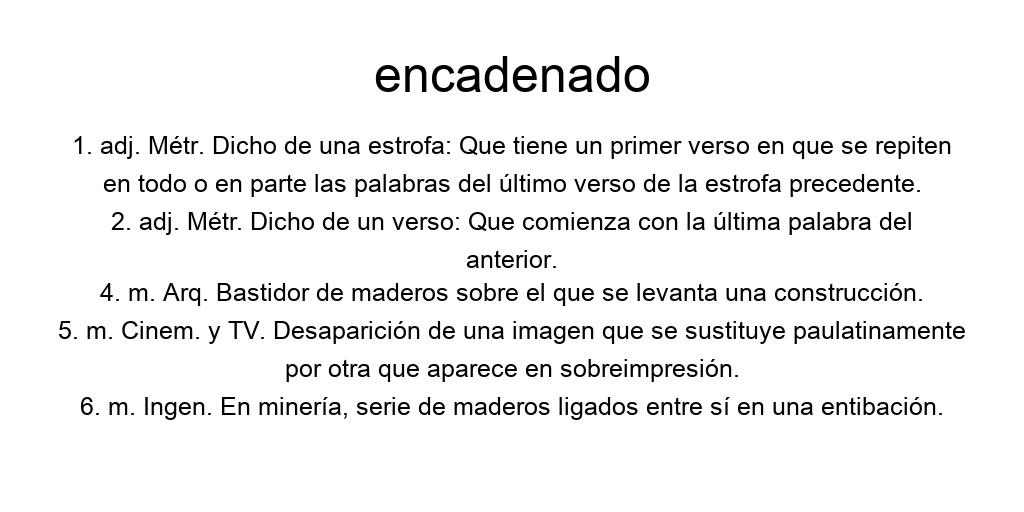 encadenado
1. adj. Métr. Dicho de una estrofa: Que tiene un primer verso en que se repiten
en todo o en parte las palabras del último verso de la estrofa precedente.
2. adj. Métr. Dicho de un verso: Que comienza con la última palabra del
anterior.
4. m. Arq. Bastidor de maderos sobre el que se levanta una construcción.
5. m. Cinem. y TV. Desaparición de una imagen que se sustituye paulatinamente
por otra que aparece en sobreimpresión.
6. m. Ingen. En minería, serie de maderos ligados entre sí en una entibación.